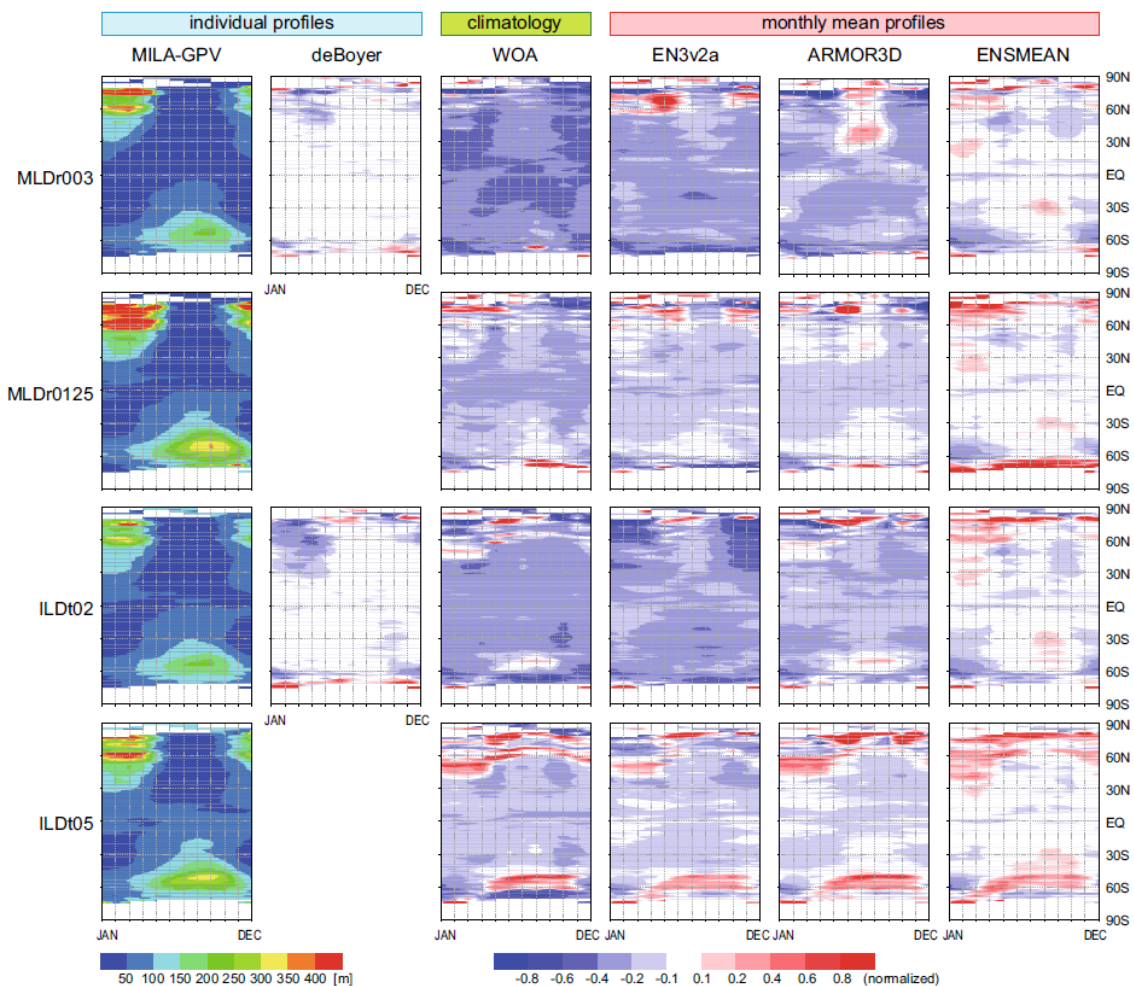 individual profiles climatology monthly mean profiles
MILA-GPV deBoyer WOA EN3v2a ARMOR3D ENSMEAN
90N
60N
30N
MLDr003 EQ
30S
60S
90S
JAN DEC 90N
60N
30N
MLDr0125 EQ
30S
60S
90S
90N
60N
30N
ILDt02 EQ
30S
60S
90S
JAN DEC 90N
60N
30N
ILDt05 EQ
30S
60S
90S
JAN DEC JAN DEC JAN DEC JAN DEC JAN DEC
50 100 150 200 250 300 350 400 [m] -0.8 -0.6 -0.4 -0.2 -0.1 0.1 0.2 0.4 0.6 0.8 (normalized)